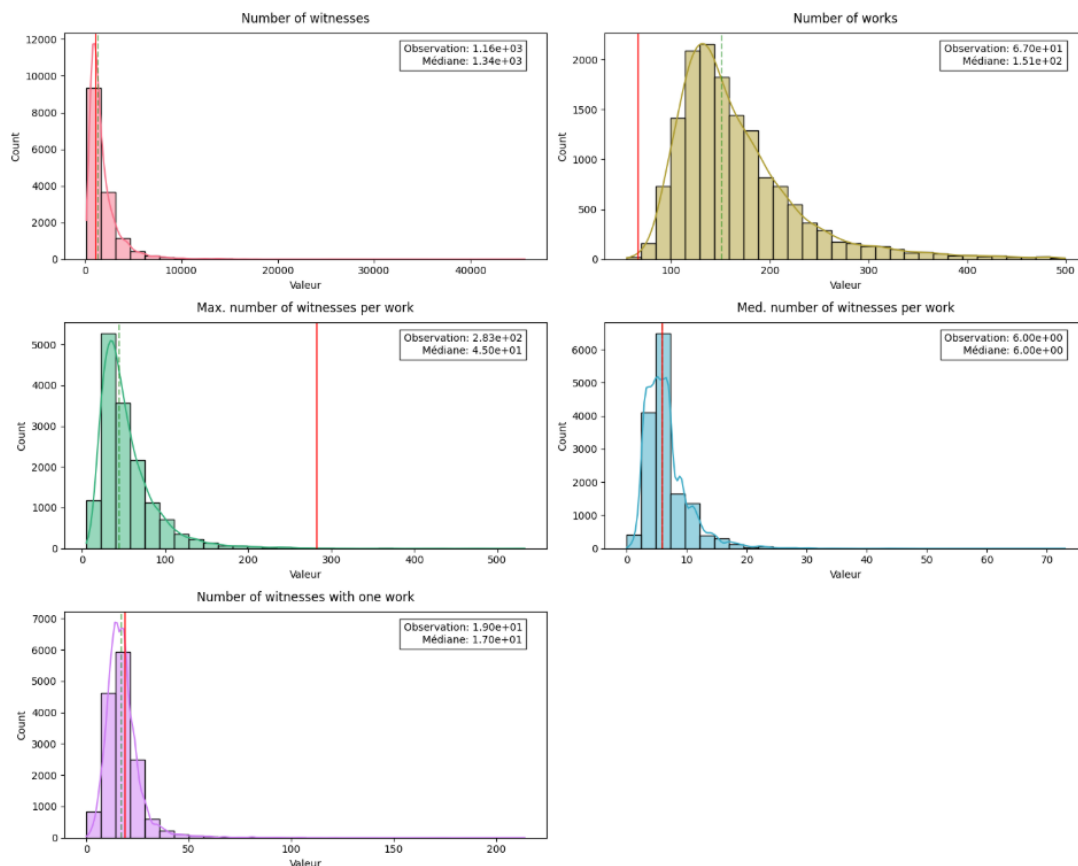 Number of witnesses
12000
10000
8000
6000
4000
2000
0
Count
Observation: 1.16e+03
Médiane: 1.34e+03
0 10000 20000 30000 40000
Valeur
Number of works
2000
1500
1000
500
0
Count
Observation: 6.70e+01
Médiane: 1.51e+02
100 200 300 400 500
Valeur
Max. number of witnesses per work
5000
4000
3000
2000
1000
0
Count
Observation: 2.83e+02
Médiane: 4.50e+01
0 100 200 300 400 500
Valeur
Med. number of witnesses per work
6000
5000
4000
3000
2000
1000
0
Count
Observation: 6.00e+00
Médiane: 6.00e+00
0 10 20 30 40 50 60 70
Valeur
Number of witnesses with one work
7000
6000
5000
4000
3000
2000
1000
0
Count
Observation: 1.90e+01
Médiane: 1.70e+01
0 50 100 150 200
Valeur